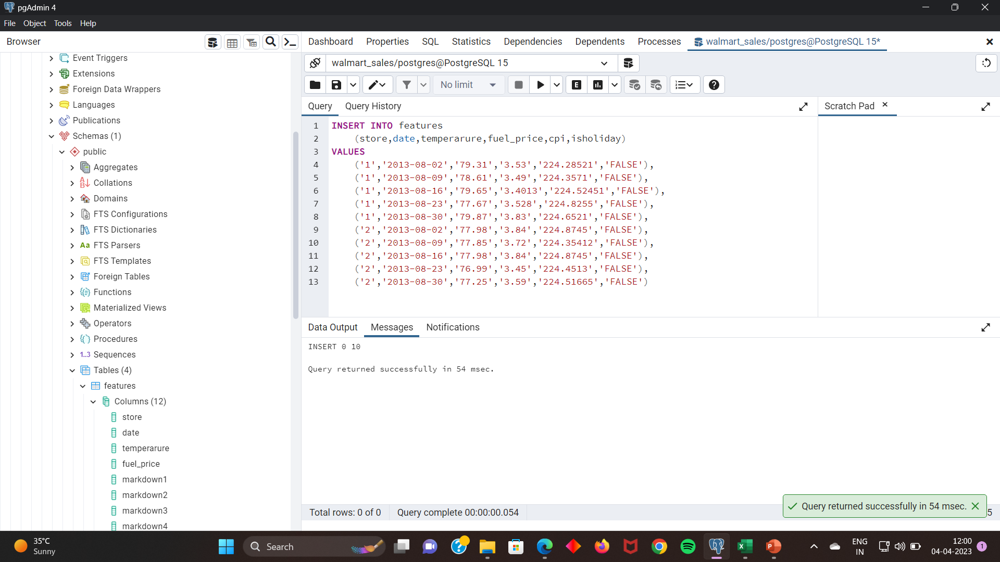 pgAdmin 4
File Object Tools Help
Browser
Dashboard Properties SQL Statistics Dependencies Dependents Processes walmart_sales/postgres@PostgreSQL 15*
Event Triggers
Extensions
Foreign Data Wrappers
Languages
Publications
Schemas (1)
public
Aggregates
Collations
Domains
FTS Configurations
FTS Dictionaries
Aa FTS Parsers
FTS Templates
Foreign Tables
Functions
Materialized Views
Operators
Procedures
1..3 Sequences
Tables (4)
features
Columns (12)
store
date
temperarure
fuel_price
markdown1
markdown2
markdown3
markdown4
walmart_sales/postgres@PostgreSQL 15
No limit
E
Query Query History
Scratch Pad
1 INSERT INTO features
2 (store,date,temperarure,fuel_price,cpi,isholiday)
3 VALUES
4 ('1','2013-08-02','79.31','3.53','224.28521','FALSE'),
5 ('1','2013-08-09','78.61','3.49','224.3571','FALSE'),
6 ('1','2013-08-16','79.65','3.4013','224.52451','FALSE'),
7 ('1','2013-08-23','77.67','3.528','224.8255','FALSE'),
8 ('1','2013-08-30','79.87','3.83','224.6521','FALSE'),
9 ('2','2013-08-02','77.98','3.84','224.8745','FALSE'),
10 ('2','2013-08-09','77.85','3.72','224.35412','FALSE'),
11 ('2','2013-08-16','77.98','3.84','224.8745','FALSE'),
12 ('2','2013-08-23','76.99','3.45','224.4513','FALSE'),
13 ('2','2013-08-30','77.25','3.59','224.51665','FALSE')
Data Output Messages Notifications
INSERT 0 10
Query returned successfully in 54 msec.
Query returned successfully in 54 msec.
Total rows: 0 of 0 Query complete 00:00:00.054 5
35°C
Sunny
Search
ENG
IN
12:00
04-04-2023
1